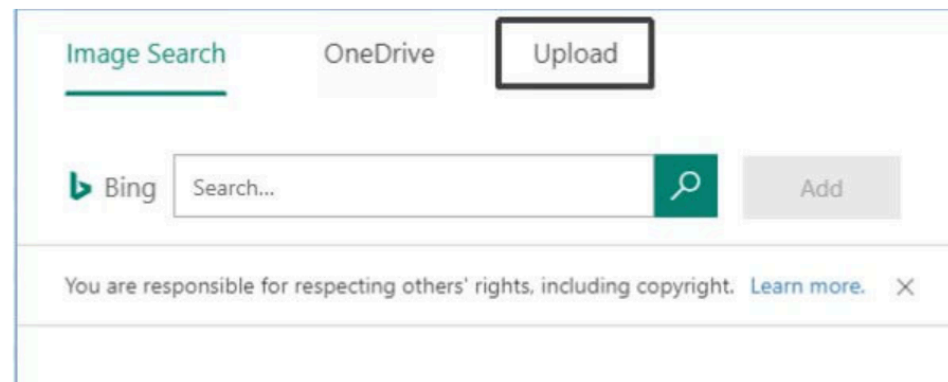 Image Search OneDrive Upload
Bing Search... Add
You are responsible for respecting others' rights, including copyright. Learn more.